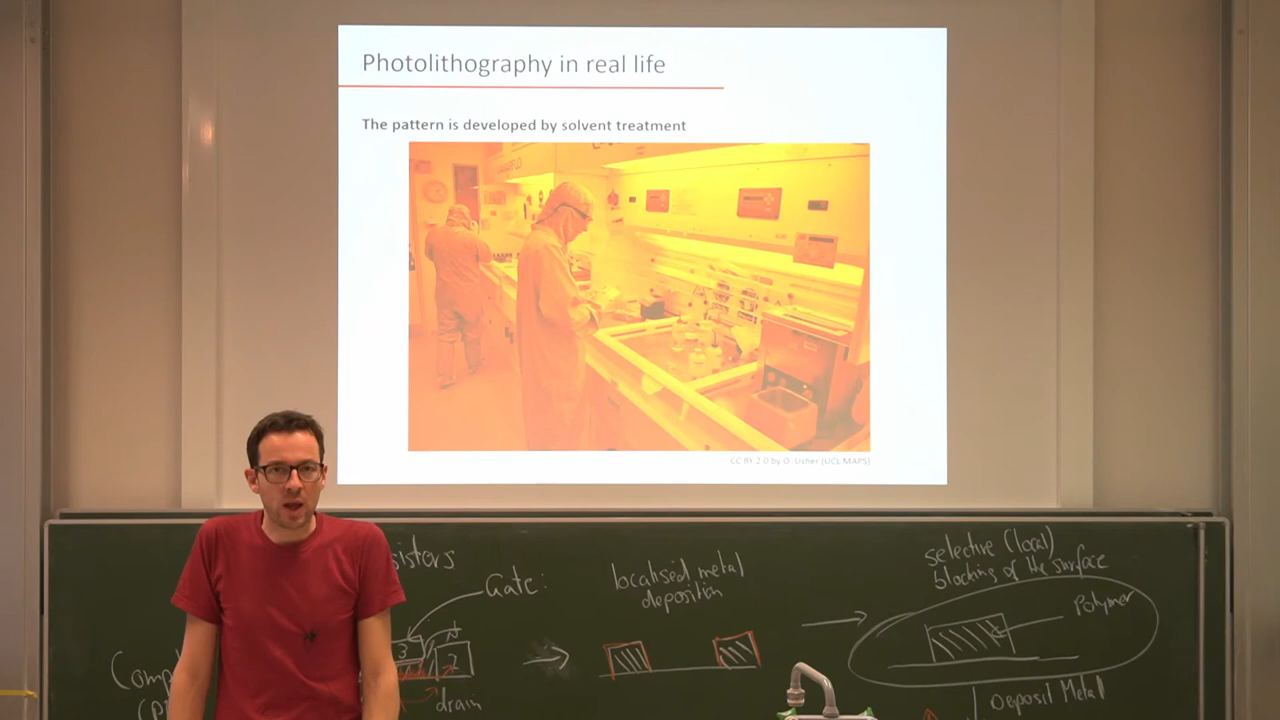 Photolithography in real life
The pattern is developed by solvent treatment
CC BY 2.0 by O. Usher (UCL MAPS)
sistors
Gate:
3
2
drain
localised metal
deposition
selective (local)
blocking of the surface
Polymer
Deposit Metal